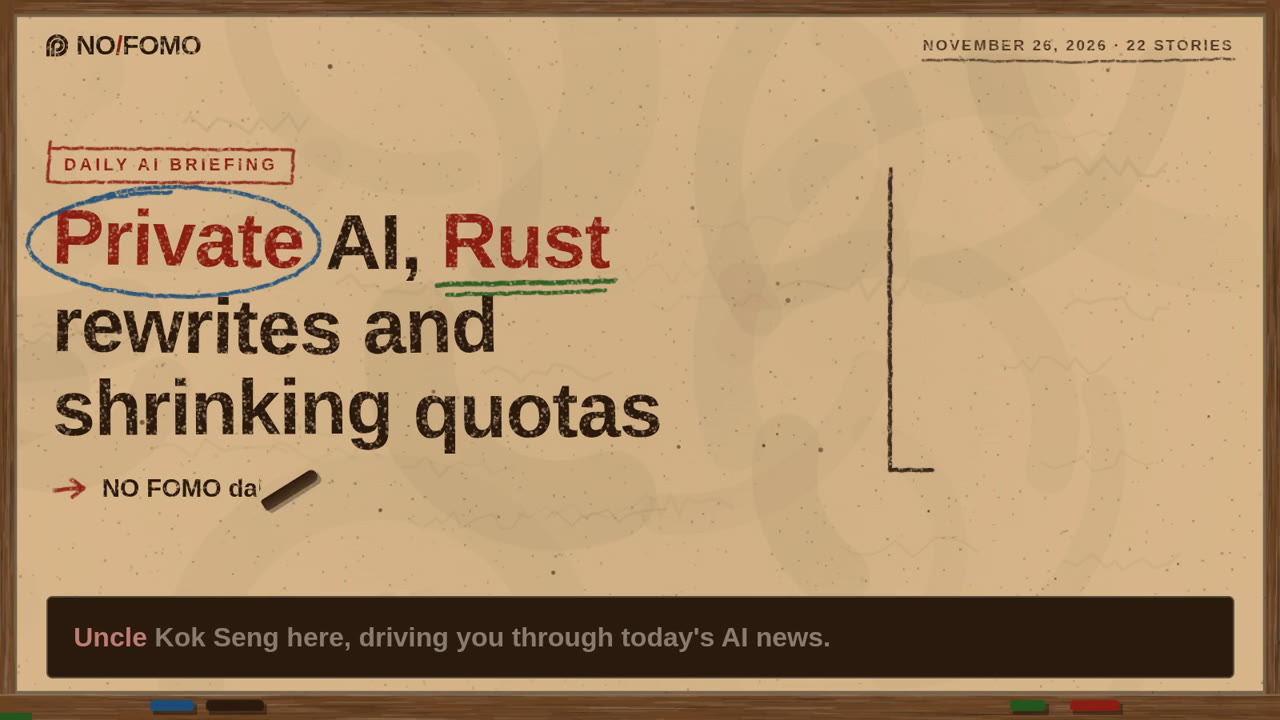 NO/FOMO
NOVEMBER 26, 2026 · 22 STORIES
DAILY AI BRIEFING
Private AI, Rust
rewrites and
shrinking quotas
→ NO FOMO da
Uncle Kok Seng here, driving you through today's AI news.